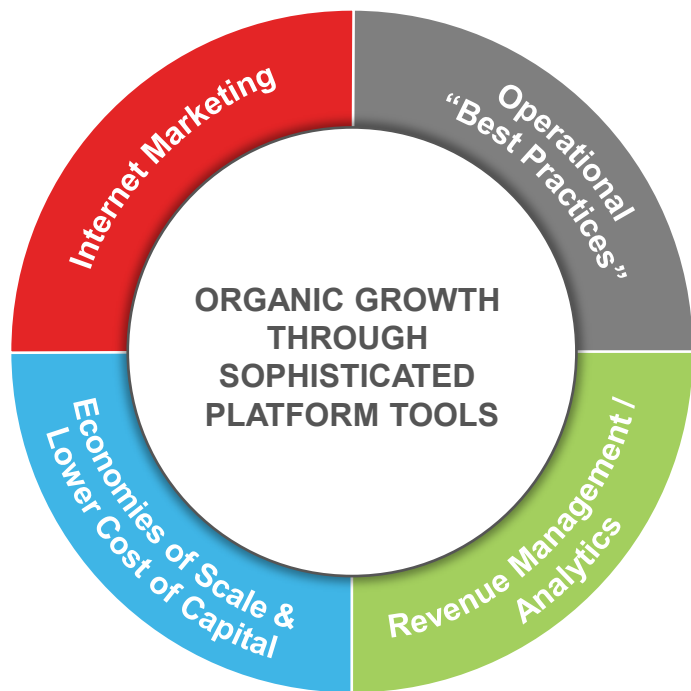 Internet Marketing
Operational
“Best Practices”
ORGANIC GROWTH
THROUGH
SOPHISTICATED
PLATFORM TOOLS
Economies of Scale &
Lower Cost of Capital
Revenue Management /
Analytics